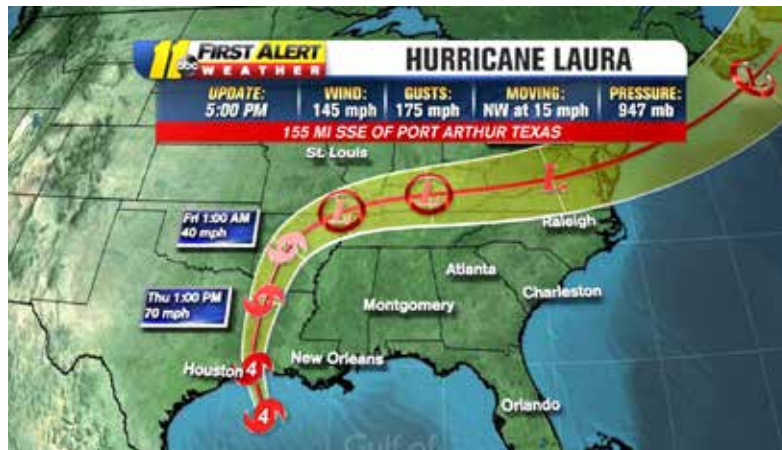 11 abc FIRST ALERT WEATHER
HURRICANE LAURA
UPDATE: WIND: GUSTS: MOVING: PRESSURE:
5:00 PM 145 mph 175 mph NW at 15 mph 947 mb
155 MI SSE OF PORT ARTHUR TEXAS
St. Louis
L
L
L
L
Raleigh
Fri 1:00 AM
40 mph
Atlanta
Thu 1:00 PM
70 mph
Charleston
Montgomery
New Orleans
Houston
4
Orlando
4
Gulf of